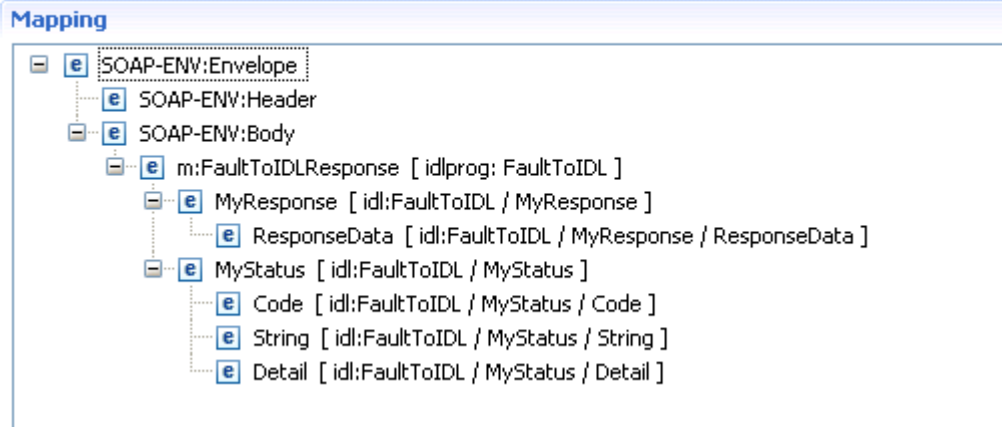 Mapping
e SOAP-ENV:Envelope
e SOAP-ENV:Header
e SOAP-ENV:Body
e m:FaultToIDLResponse [ idlprog: FaultToIDL ]
e MyResponse [ idl:FaultToIDL / MyResponse ]
e ResponseData [ idl:FaultToIDL / MyResponse / ResponseData ]
e MyStatus [ idl:FaultToIDL / MyStatus ]
e Code [ idl:FaultToIDL / MyStatus / Code ]
e String [ idl:FaultToIDL / MyStatus / String ]
e Detail [ idl:FaultToIDL / MyStatus / Detail ]